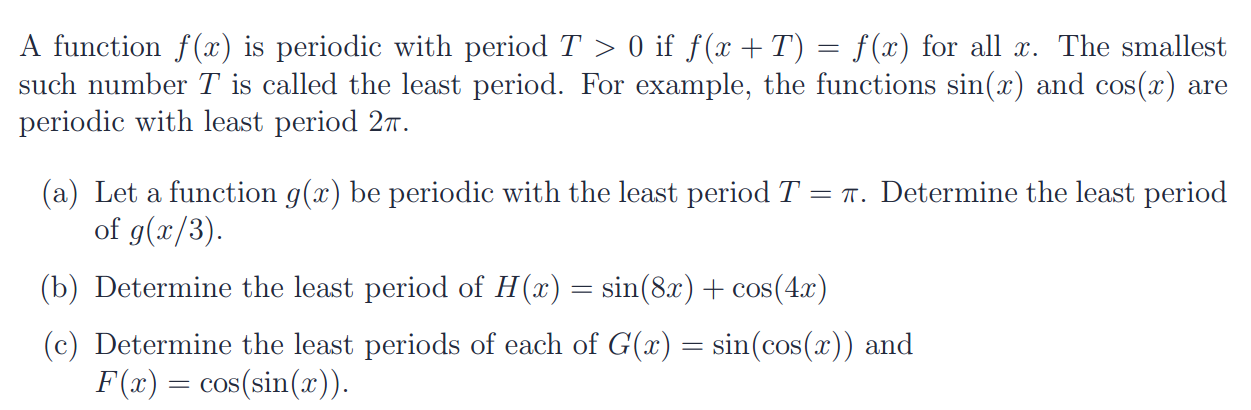 A function f(x) is periodic with period T > 0 if f(x + T) = f(x) for all x. The smallest
such number T is called the least period. For example, the functions sin(x) and cos(x) are
periodic with least period 2π.
(a) Let a function g(x) be periodic with the least period T = π. Determine the least period
of g(x/3).
(b) Determine the least period of H(x) = sin(8x) + cos(4x)
(c) Determine the least periods of each of G(x) = sin(cos(x)) and
F(x) = cos(sin(x)).